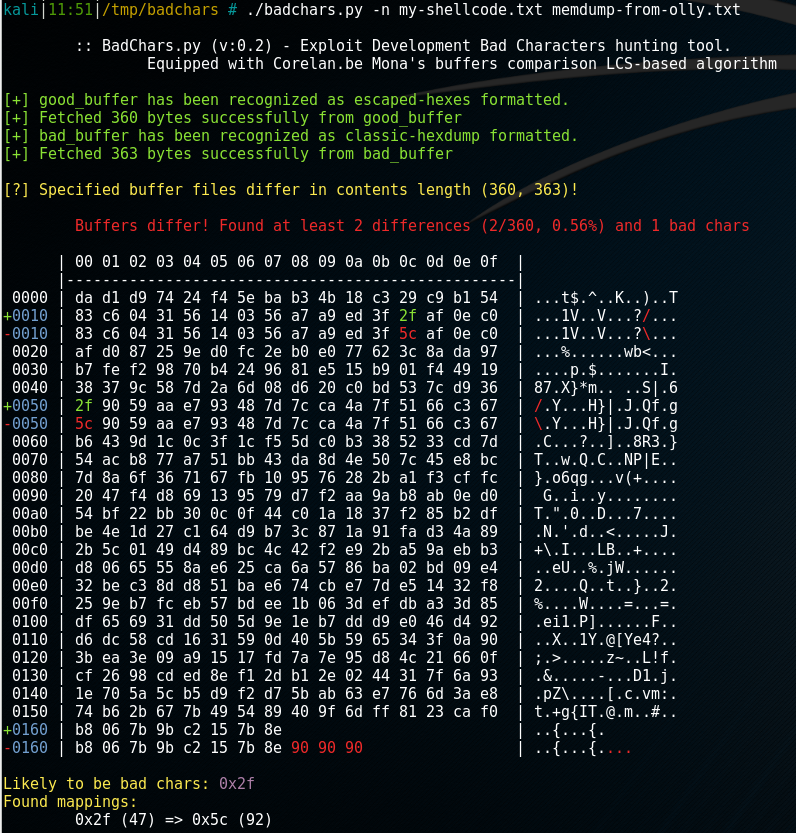 kali|11:51|/tmp/badchars # ./badchars.py -n my-shellcode.txt memdump-from-olly.txt
:: BadChars.py (v:0.2) - Exploit Development Bad Characters hunting tool.
Equipped with Corelan.be Mona's buffers comparison LCS-based algorithm
[+] good_buffer has been recognized as escaped-hexes formatted.
[+] Fetched 360 bytes successfully from good_buffer
[+] bad_buffer has been recognized as classic-hexdump formatted.
[+] Fetched 363 bytes successfully from bad_buffer
[?] Specified buffer files differ in contents length (360, 363)!
Buffers differ! Found at least 2 differences (2/360, 0.56%) and 1 bad chars
| 00 01 02 03 04 05 06 07 08 09 0a 0b 0c 0d 0e 0f |
|-------------------------------------------------|
0000 | da d1 d9 74 24 f4 5e ba b3 4b 18 c3 29 c9 b1 54 | ...t$.^..K..)..T
+0010 | 83 c6 04 31 56 14 03 56 a7 a9 ed 3f 2f af 0e c0 | ...1V..V...?/...
-0010 | 83 c6 04 31 56 14 03 56 a7 a9 ed 3f 5c af 0e c0 | ...1V..V...?\...
0020 | af d0 87 25 9e d0 fc 2e b0 e0 77 62 3c 8a da 97 | ...%......wb<...
0030 | b7 fe f2 98 70 b4 24 96 81 e5 15 b9 01 f4 49 19 | ....p.$.......I.
0040 | 38 37 9c 58 7d 2a 6d 08 d6 20 c0 bd 53 7c d9 36 | 87.X}*m.. ..S|.6
+0050 | 2f 90 59 aa e7 93 48 7d 7c ca 4a 7f 51 66 c3 67 | /.Y...H}|.J.Qf.g
-0050 | 5c 90 59 aa e7 93 48 7d 7c ca 4a 7f 51 66 c3 67 | \.Y...H}|.J.Qf.g
0060 | b6 43 9d 1c 0c 3f 1c f5 5d c0 b3 38 52 33 cd 7d | .C...?..]..8R3.}
0070 | 54 ac b8 77 a7 51 bb 43 da 8d 4e 50 7c 45 e8 bc | T..w.Q.C..NP|E..
0080 | 7d 8a 6f 36 71 67 fb 10 95 76 28 2b a1 f3 cf fc | }.o6qg...v(+....
0090 | 20 47 f4 d8 69 13 95 79 d7 f2 aa 9a b8 ab 0e d0 | G..i..y........
00a0 | 54 bf 22 bb 30 0c 0f 44 c0 1a 18 37 f2 85 b2 df | T.".0..D...7....
00b0 | be 4e 1d 27 c1 64 d9 b7 3c 87 1a 91 fa d3 4a 89 | .N.'.d..<.....J.
00c0 | 2b 5c 01 49 d4 89 bc 4c 42 f2 e9 2b a5 9a eb b3 | +\.I...LB..+....
00d0 | d8 06 65 55 8a e6 25 ca 6a 57 86 ba 02 bd 09 e4 | ..eU..%.jW......
00e0 | 32 be c3 8d d8 51 ba e6 74 cb e7 7d e5 14 32 f8 | 2....Q..t..}..2.
00f0 | 25 9e b7 fc eb 57 bd ee 1b 06 3d ef db a3 3d 85 | %....W....=...=.
0100 | df 65 69 31 dd 50 5d 9e 1e b7 dd d9 e0 46 d4 92 | .ei1.P]......F..
0110 | d6 dc 58 cd 16 31 59 0d 40 5b 59 65 34 3f 0a 90 | ..X..1Y.@[Ye4?..
0120 | 3b ea 3e 09 a9 15 17 fd 7a 7e 95 d8 4c 21 66 0f | ;.>.....z~..L!f.
0130 | cf 26 98 cd ed 8e f1 2d b1 2e 02 44 31 7f 6a 93 | .&.....-...D1.j.
0140 | 1e 70 5a 5c b5 d9 f2 d7 5b ab 63 e7 76 6d 3a e8 | .pZ\....[.c.vm:.
0150 | 74 b6 2b 67 7b 49 54 89 40 9f 6d ff 81 23 ca f0 | t.+g{IT.@.m..#..
+0160 | b8 06 7b 9b c2 15 7b 8e | ..{...{.
-0160 | b8 06 7b 9b c2 15 7b 8e 90 90 90 | ..{...{....
Likely to be bad chars: 0x2f
Found mappings:
0x2f (47) => 0x5c (92)